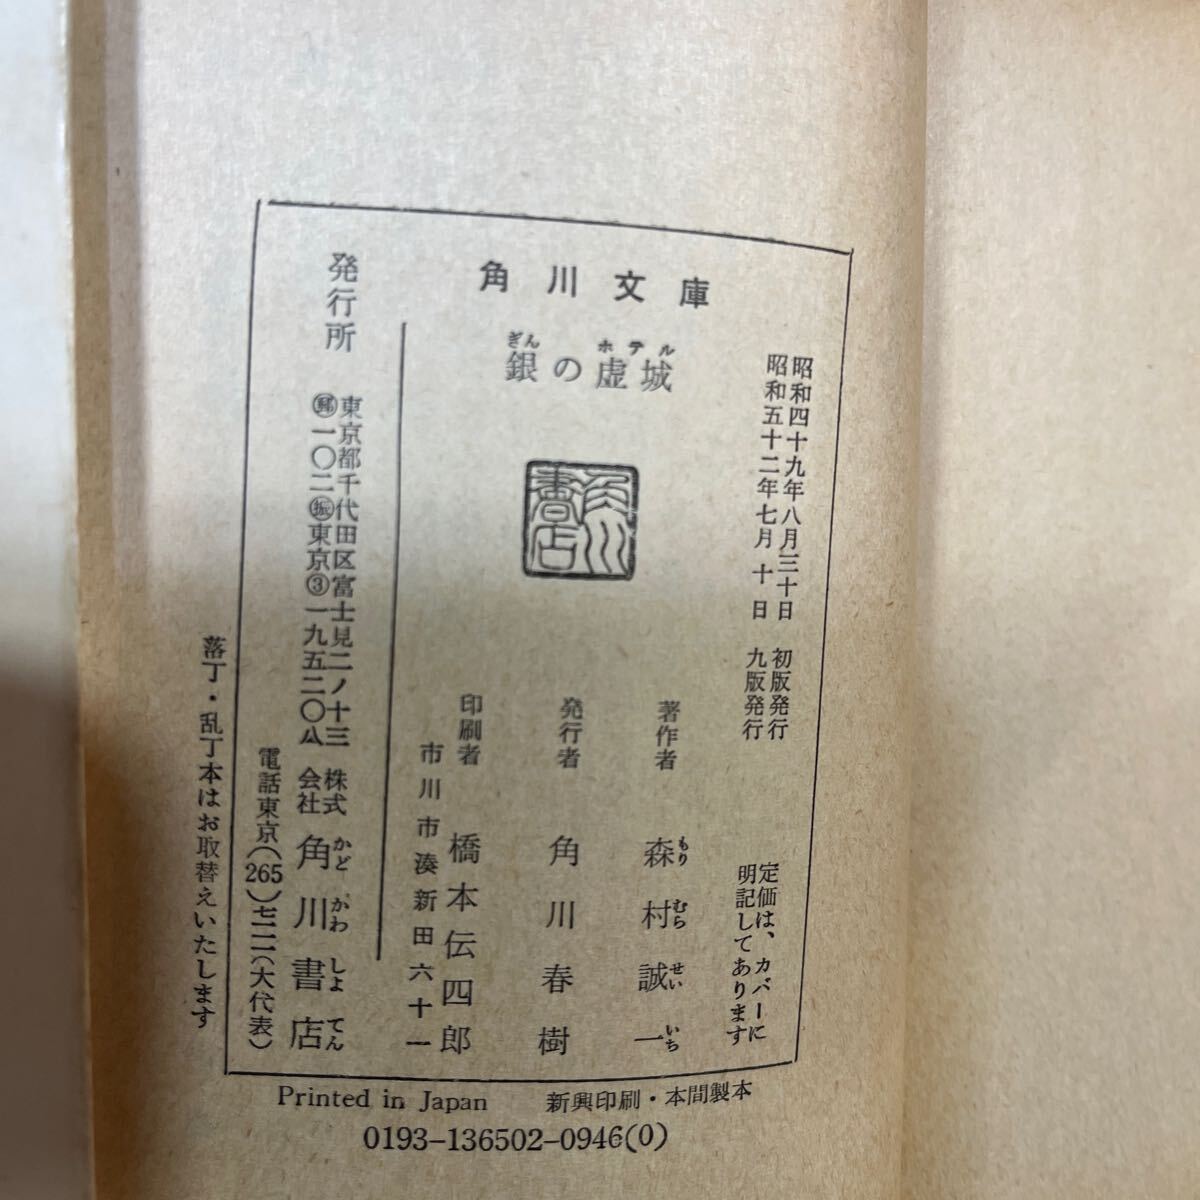 角川文庫
銀の虚城
ぎん
ホテル
角川書店
昭和四十九年八月三十日 初版発行
昭和五十二年七月十日 九版発行
定価は、カバーに
明記してあります
著作者 森村誠一
もりむらせいいち
発行者 角川春樹
印刷者 橋本伝四郎
市川市湊新田六十一
発行所
東京都千代田区富士見二ノ十三
郵一〇二振東京③一九五二〇八
株式会社角川書店
かどかわしよてん
電話東京(265)七一一一(大代表)
落丁・乱丁本はお取替えいたします
Printed in Japan 新興印刷・本間製本
0193-136502-0946(0)